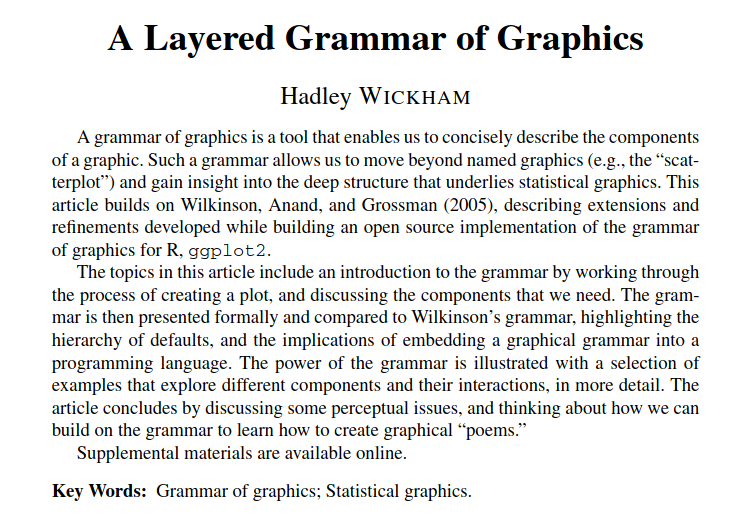 A Layered Grammar of Graphics
Hadley WICKHAM
A grammar of graphics is a tool that enables us to concisely describe the components
of a graphic. Such a grammar allows us to move beyond named graphics (e.g., the “scat-
terplot”) and gain insight into the deep structure that underlies statistical graphics. This
article builds on Wilkinson, Anand, and Grossman (2005), describing extensions and
refinements developed while building an open source implementation of the grammar
of graphics for R, ggplot2.
The topics in this article include an introduction to the grammar by working through
the process of creating a plot, and discussing the components that we need. The gram-
mar is then presented formally and compared to Wilkinson’s grammar, highlighting the
hierarchy of defaults, and the implications of embedding a graphical grammar into a
programming language. The power of the grammar is illustrated with a selection of
examples that explore different components and their interactions, in more detail. The
article concludes by discussing some perceptual issues, and thinking about how we can
build on the grammar to learn how to create graphical “poems.”
Supplemental materials are available online.
Key Words: Grammar of graphics; Statistical graphics.